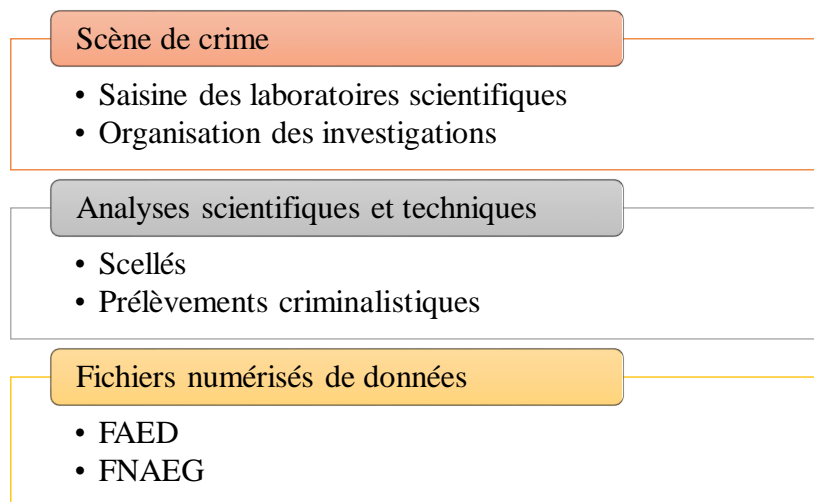 Scène de crime
• Saisine des laboratoires scientifiques
• Organisation des investigations
Analyses scientifiques et techniques
• Scellés
• Prélèvements criminalistiques
Fichiers numérisés de données
• FAED
• FNAEG